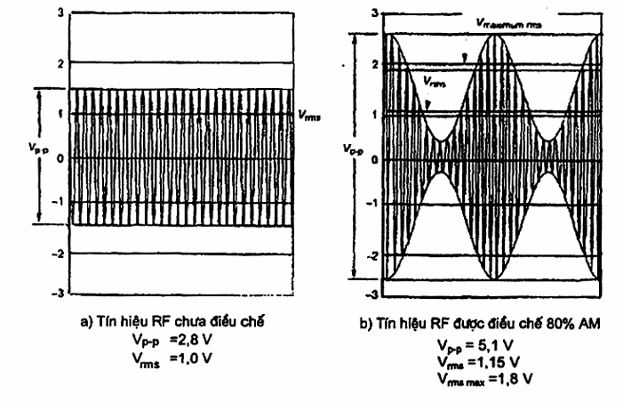 3
2
1
0
-1
-2
-3
Vp-p
Vrms
a) Tín hiệu RF chưa điều chế
Vp-p =2,8 V
Vrms =1,0 V
3
2
1
0
-1
-2
-3
Vp-p
Vmaximum rms
Vrms
b) Tín hiệu RF được điều chế 80% AM
Vp-p = 5,1 V
Vrms =1,15 V
Vrms max =1,8 V